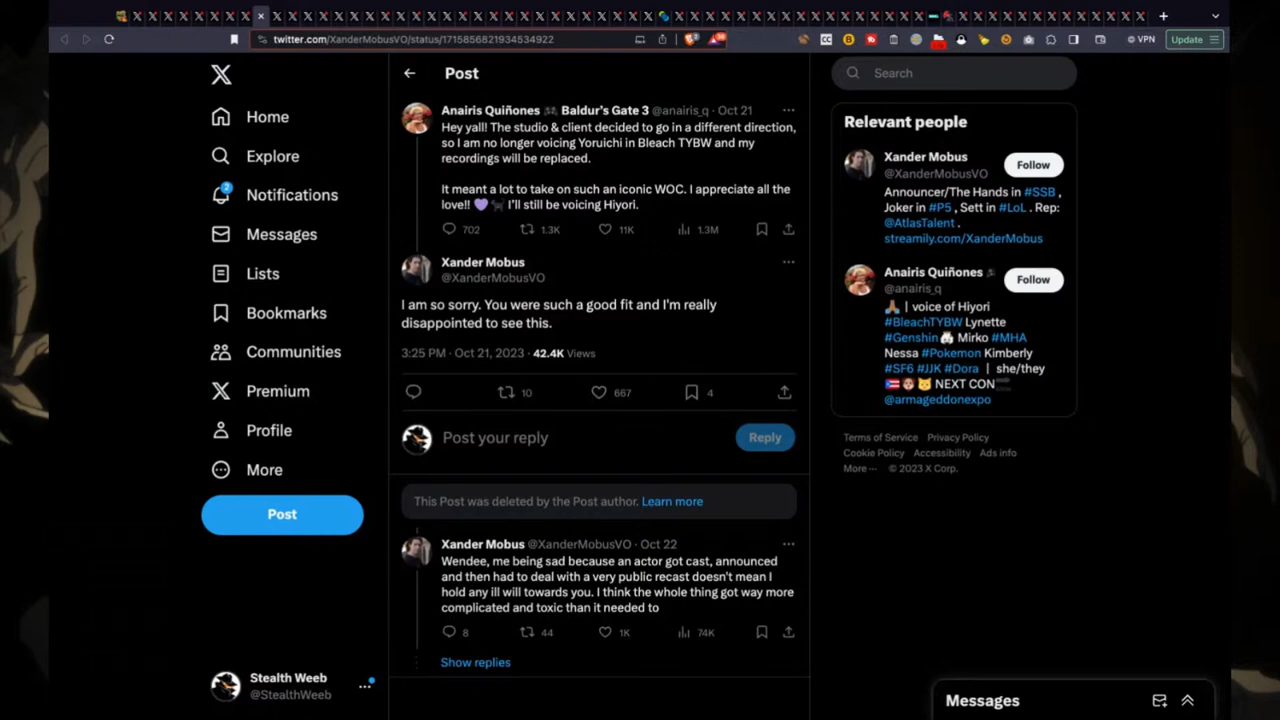 twitter.com/XanderMobusVO/status/1715856821934534922
VPN
Update
Home
Explore
2
Notifications
Messages
Lists
Bookmarks
Communities
Premium
Profile
More
Post
Stealth Weeb
@StealthWeeb
Post
Anairis Quiñones 🎮 Baldur's Gate 3 @anairis_q · Oct 21
Hey yall! The studio & client decided to go in a different direction,
so I am no longer voicing Yoruichi in Bleach TYBW and my
recordings will be replaced.
It meant a lot to take on such an iconic WOC. I appreciate all the
love!! 💜🐈‍⬛ I'll still be voicing Hiyori.
702 1.3K 11K 1.3M
Xander Mobus
@XanderMobusVO
I am so sorry. You were such a good fit and I'm really
disappointed to see this.
3:25 PM · Oct 21, 2023 · 42.4K Views
10 667 4
Post your reply
Reply
This Post was deleted by the Post author. Learn more
Xander Mobus @XanderMobusVO · Oct 22
Wendee, me being sad because an actor got cast, announced
and then had to deal with a very public recast doesn't mean I
hold any ill will towards you. I think the whole thing got way more
complicated and toxic than it needed to
8 44 1K 74K
Show replies
Search
Relevant people
Xander Mobus
@XanderMobusVO
Follow
Announcer/The Hands in #SSB ,
Joker in #P5 , Sett in #LoL . Rep:
@AtlasTalent .
streamily.com/XanderMobus
Anairis Quiñones
@anairis_q
Follow
🙏🏽 | voice of Hiyori
#BleachTYBW Lynette
#Genshin Mirko #MHA
Nessa #Pokemon Kimberly
#SF6 #JJK #Dora | she/they
🇵🇷 NEXT CON
@armageddonexpo
Terms of Service Privacy Policy
Cookie Policy Accessibility Ads info
More ··· © 2023 X Corp.
Messages